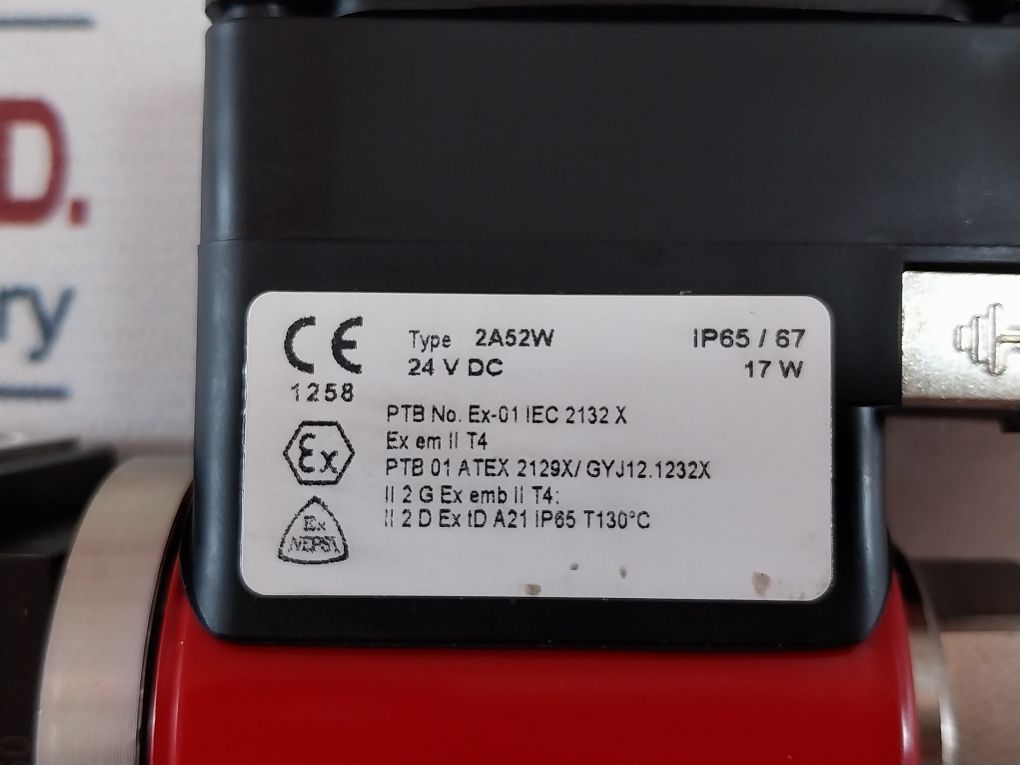 D.
ry
CE
1258
Type 2A52W IP65 / 67
24 V DC 17 W
PTB No. Ex-01 IEC 2132 X
Ex em II T4
PTB 01 ATEX 2129X/ GYJ12.1232X
II 2 G Ex emb II T4:
II 2 D Ex tD A21 IP65 T130°C
Ex
Ex
NEPSI